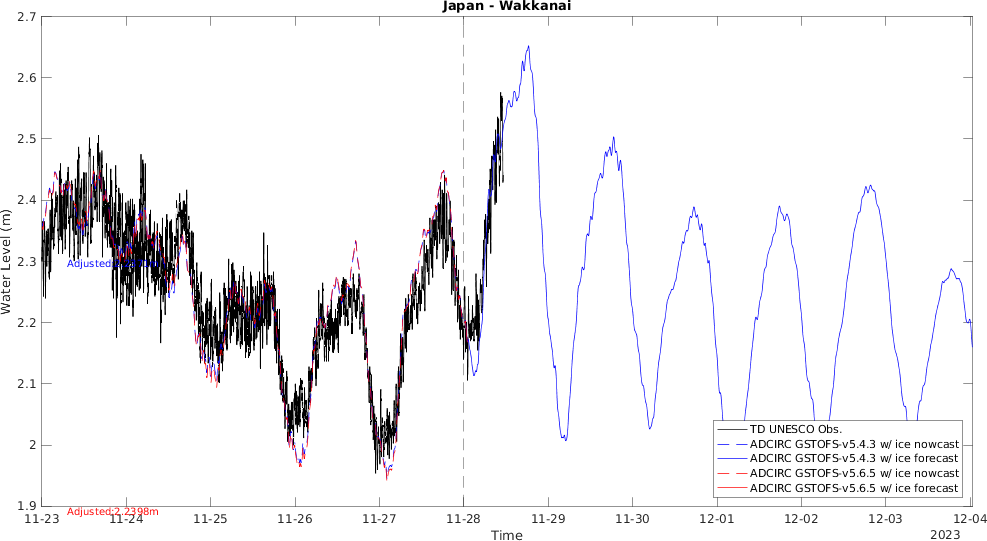 Japan - Wakkanai
Water Level (m)
2.7
2.6
2.5
2.4
2.3
2.2
2.1
2
1.9
Adjusted:
Adjusted:2.2398m
TD UNESCO Obs.
ADCIRC GSTOFS-v5.4.3 w/ ice nowcast
ADCIRC GSTOFS-v5.4.3 w/ ice forecast
ADCIRC GSTOFS-v5.6.5 w/ ice nowcast
ADCIRC GSTOFS-v5.6.5 w/ ice forecast
11-23 11-24 11-25 11-26 11-27 11-28 11-29 11-30 12-01 12-02 12-03 12-04
Time
2023